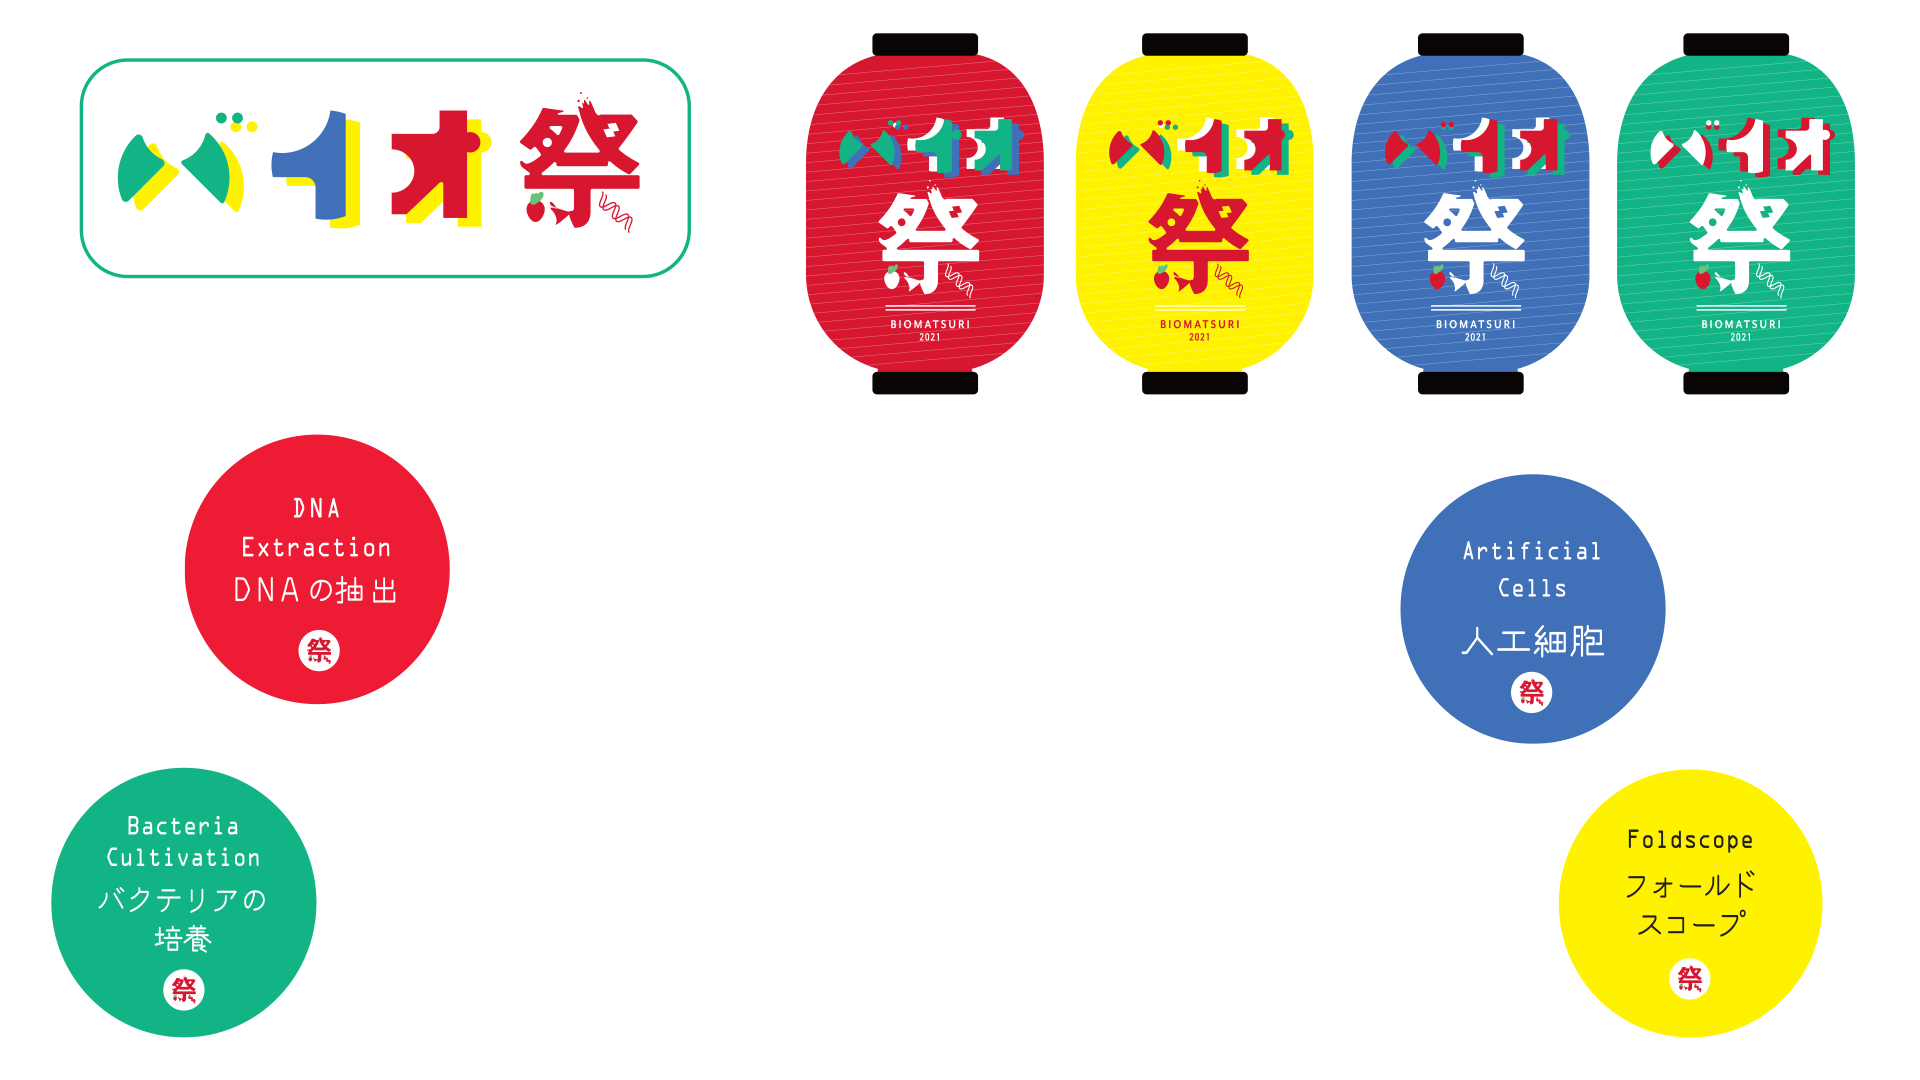 バイオ祭
バイオ
祭
BIOMATSURI
2021
バイオ
祭
BIOMATSURI
2021
バイオ
祭
BIOMATSURI
2021
バイオ
祭
BIOMATSURI
2021
DNA
Extraction
DNAの抽出
祭
Artificial
Cells
人工細胞
祭
Bacteria
Cultivation
バクテリアの
培養
祭
Foldscope
フォールド
スコープ
祭